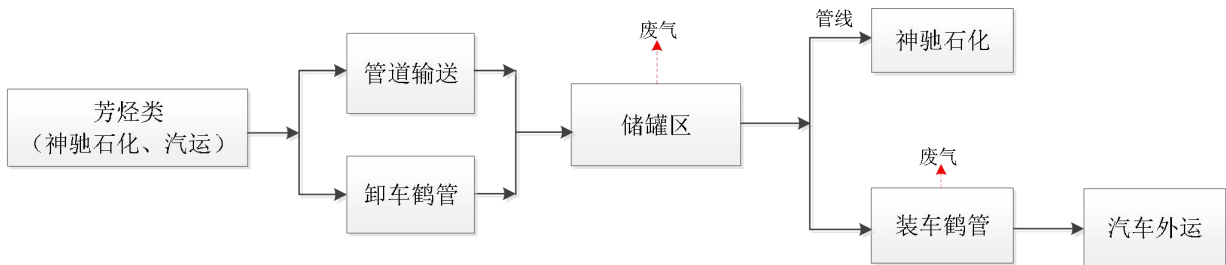 芳烃类
（神驰石化、汽运）
管道输送
卸车鹤管
废气
储罐区
管线
神驰石化
废气
装车鹤管
汽车外运